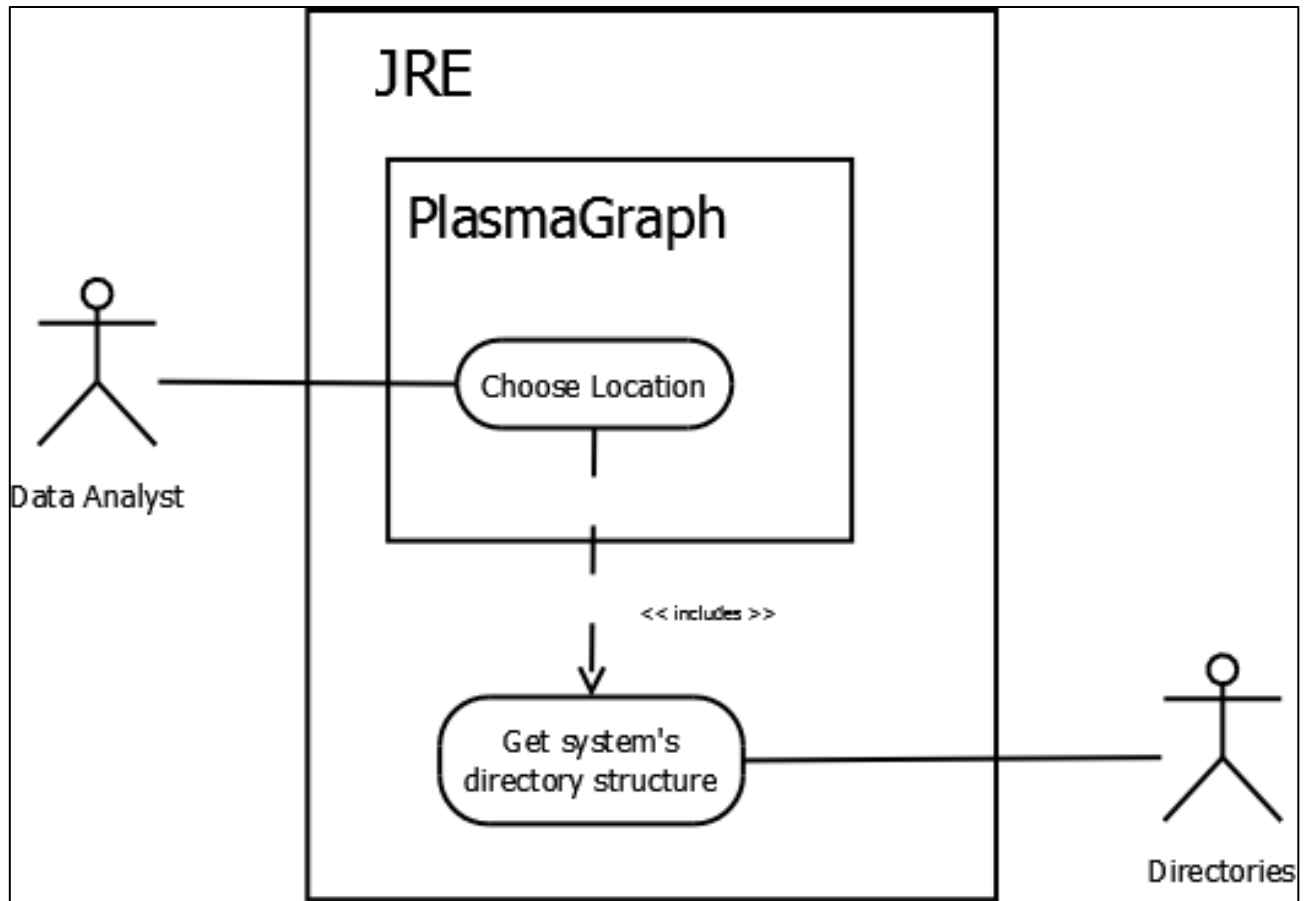 JRE
PlasmaGraph
Choose Location
Data Analyst
<< includes >>
Get system's
directory structure
Directories